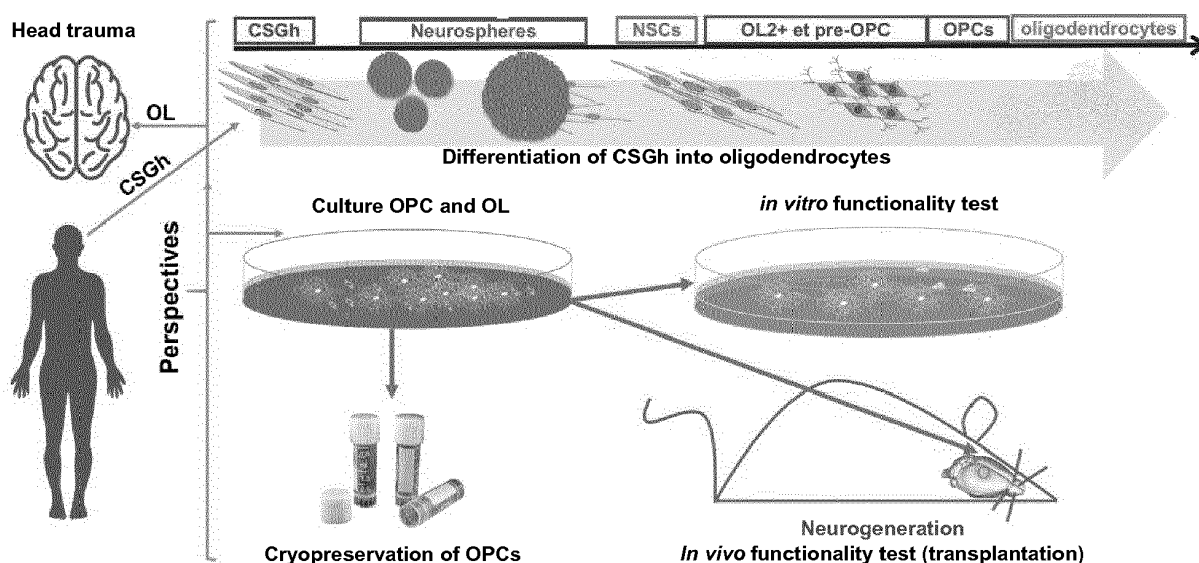 Head trauma
CSGh
Neurospheres
NSCs
OL2+ et pre-OPC
OPCs
oligodendrocytes
OL
CSGh
Differentiation of CSGh into oligodendrocytes
Perspectives
Culture OPC and OL
in vitro functionality test
Cryopreservation of OPCs
Neurogeneration
In vivo functionality test (transplantation)